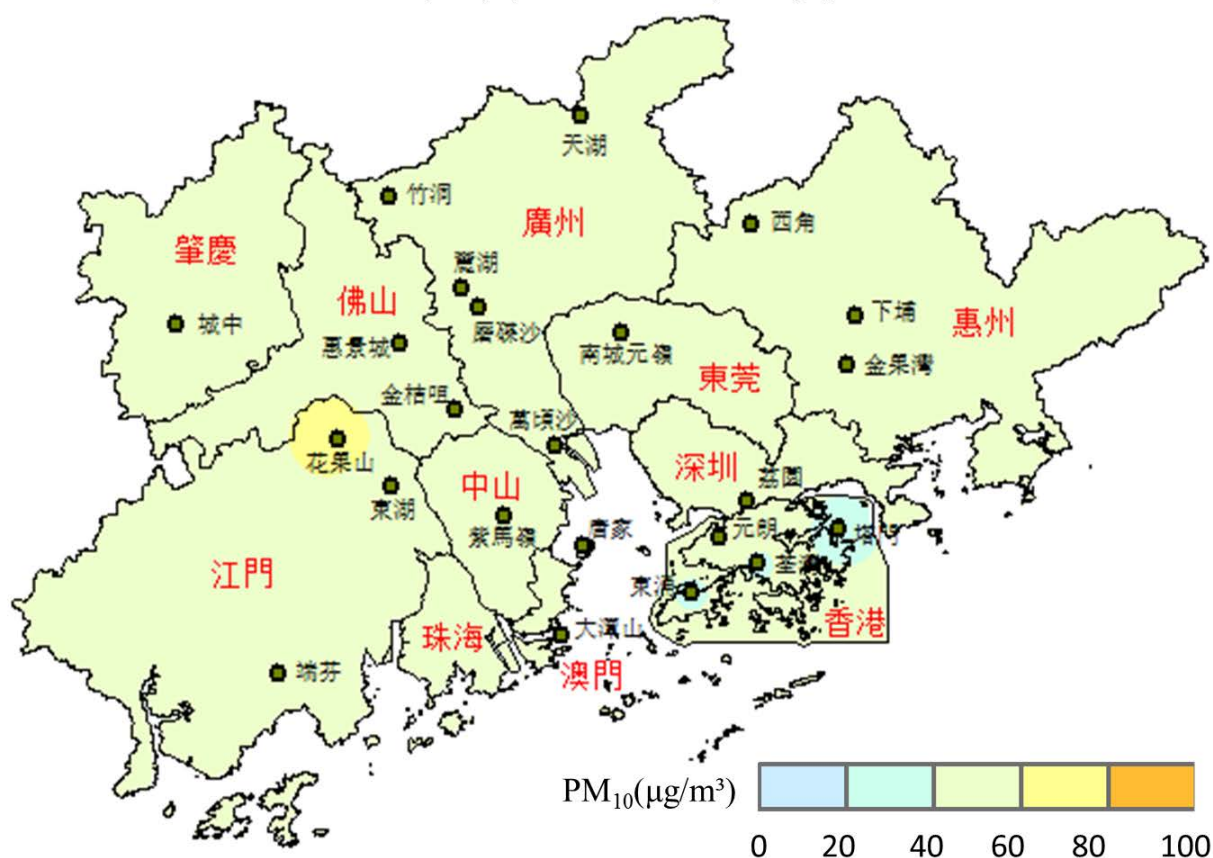 天湖
竹洞
廣州
西角
肇慶
麓湖
佛山
磨碟沙
下埔
惠州
城中
惠景城
南城元嶺
東莞
金果灣
金桔咀
萬頃沙
花果山
深圳
荔園
中山
東湖
紫馬嶺
唐家
元朗
塔門
荃灣
江門
東涌
香港
珠海
大潭山
澳門
端芬
PM₁₀(μg/m³)
0 20 40 60 80 100